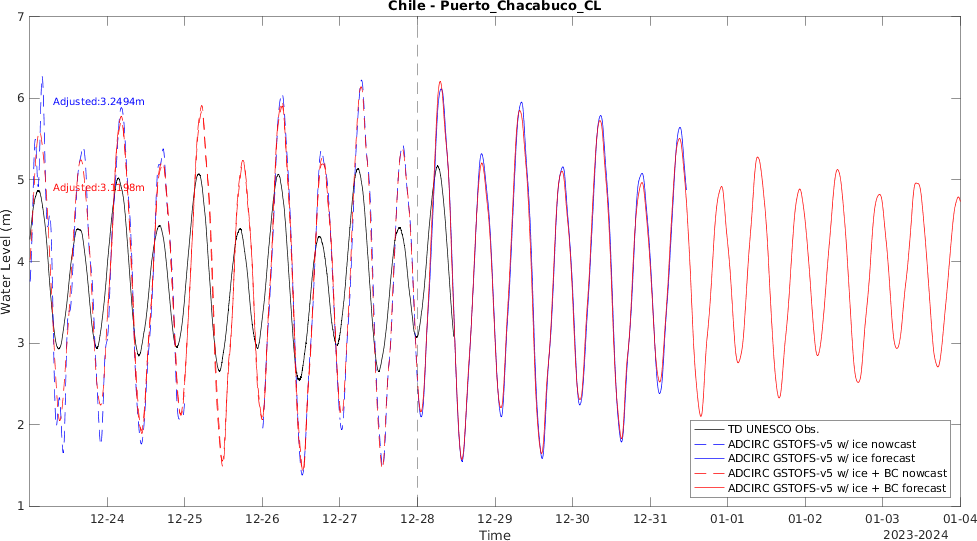 Chile - Puerto_Chacabuco_CL
7
6
5
4
3
2
1
Water Level (m)
Adjusted:3.2494m
Adjusted:3.1198m
TD UNESCO Obs.
ADCIRC GSTOFS-v5 w/ ice nowcast
ADCIRC GSTOFS-v5 w/ ice forecast
ADCIRC GSTOFS-v5 w/ ice + BC nowcast
ADCIRC GSTOFS-v5 w/ ice + BC forecast
12-24 12-25 12-26 12-27 12-28 12-29 12-30 12-31 01-01 01-02 01-03 01-04
Time
2023-2024